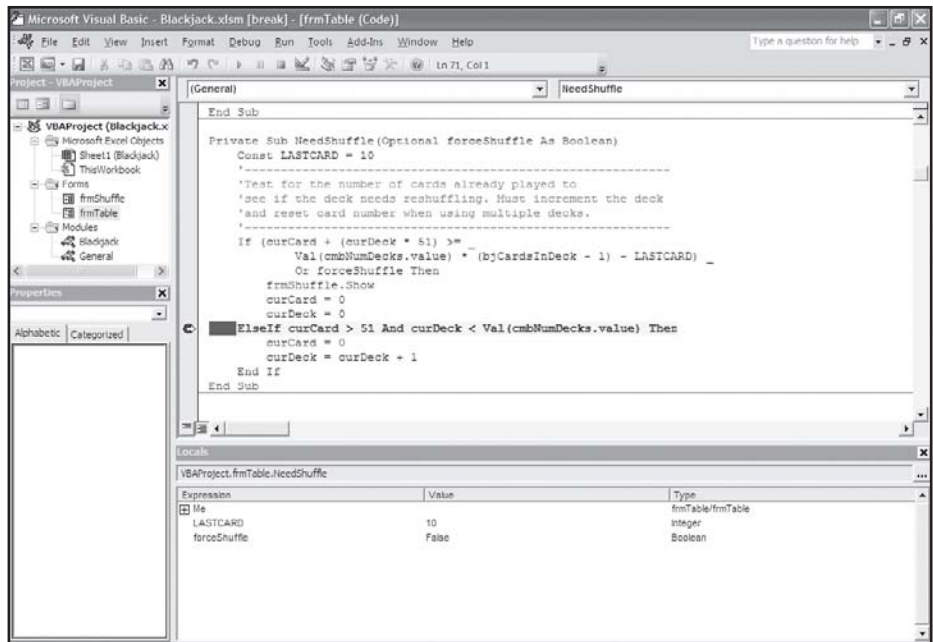 Microsoft Visual Basic - Blackjack.xlsm [break] - [frmTable (Code)]
File Edit View Insert Format Debug Run Tools Add-Ins Window Help
Type a question for help
Ln 71, Col 1
Project - VBAProject
(General)
NeedShuffle
VBAProject (Blackjack.x
Microsoft Excel Objects
Sheet1 (Blackjack)
ThisWorkbook
Forms
frmShuffle
frmTable
Modules
Blackjack
General
Properties
Alphabetic Categorized
End Sub
Private Sub NeedShuffle(Optional forceShuffle As Boolean)
Const LASTCARD = 10
'-----------------------------------------------------------
'Test for the number of cards already played to
'see if the deck needs reshuffling. Must increment the deck
'and reset card number when using multiple decks.
'-----------------------------------------------------------
If (curCard + (curDeck * 51) >= _
Val(cmbNumDecks.value) * (bjCardsInDeck - 1) - LASTCARD) _
Or forceShuffle Then
frmShuffle.Show
curCard = 0
curDeck = 0
ElseIf curCard > 51 And curDeck < Val(cmbNumDecks.value) Then
curCard = 0
curDeck = curDeck + 1
End If
End Sub
Locals
VBAProject.frmTable.NeedShuffle
Expression Value Type
Me frmTable/frmTable
LASTCARD 10 Integer
forceShuffle False Boolean